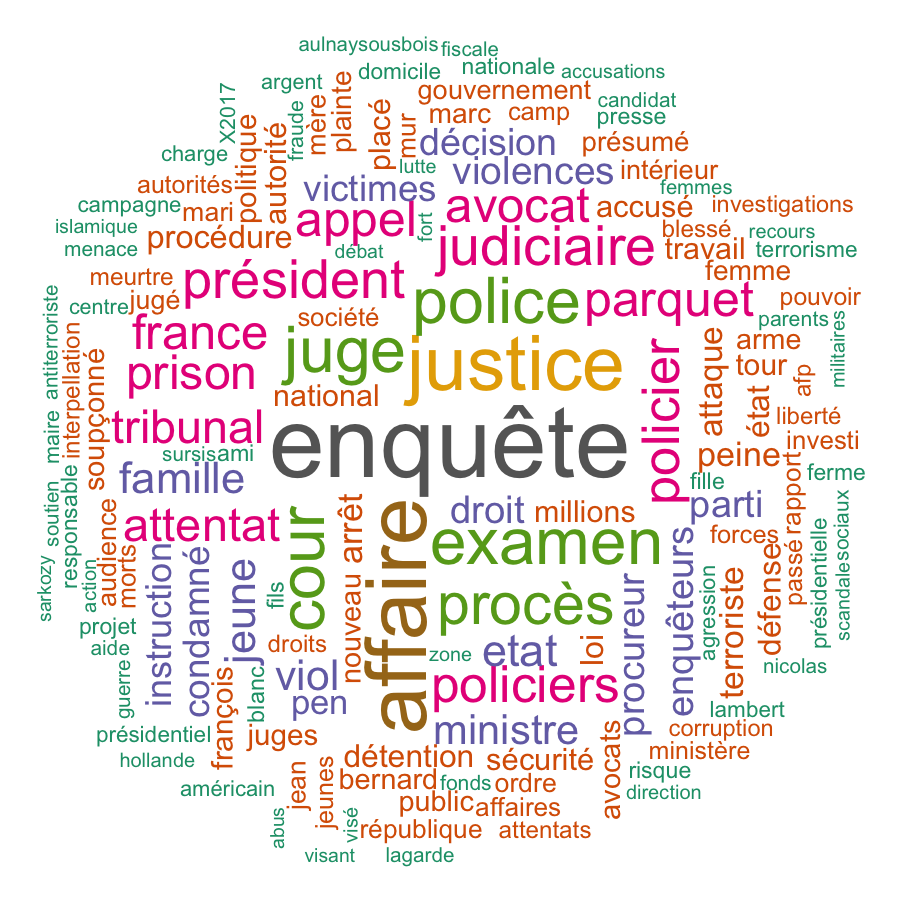 aulnaysousbois
fiscale
argent
domicile
nationale
accusations
X2017
fraude
mère
plainte
placé
mur
gouvernement
marc
camp
candidat
presse
charge
politique
autorité
lutte
décision
présumé
autorités
victimes
violences
intérieur
femmes
campagne
mari
islamique
procédure
appel
fort
avocat
accusé
investigations
menace
débat
judiciaire
blessé
recours
travail
terrorisme
meurtre
président
femme
centre
jugé
police
parquet
pouvoir
france
société
parents
militaires
antiterroriste
interpellation
soupçonné
juge
justice
arme
tour
afp
prison
national
policier
attaque
état
liberté
maire
tribunal
enquête
investi
sursis
ami
peine
rapport
ferme
soutien
responsable
famille
fille
parti
audience
attentat
droit
millions
forces
sociaux
scandale
sarkozy
action
morts
instruction
condamné
jeune
cour
arrêt
nouveau
affaire
examen
enquêteurs
défense
passé
présidentielle
fils
procès
procureur
agression
terroriste
projet
aide
droits
zone
etat
loi
nicolas
guerre
viol
pen
policiers
blanc
françois
lambert
présidentiel
juges
ministre
corruption
hollande
détention
sécurité
avocats
ministère
américain
jean
jeunes
bernard
fonds
ordre
risque
direction
public
affaires
abus
visé
république
attentats
visant
lagarde